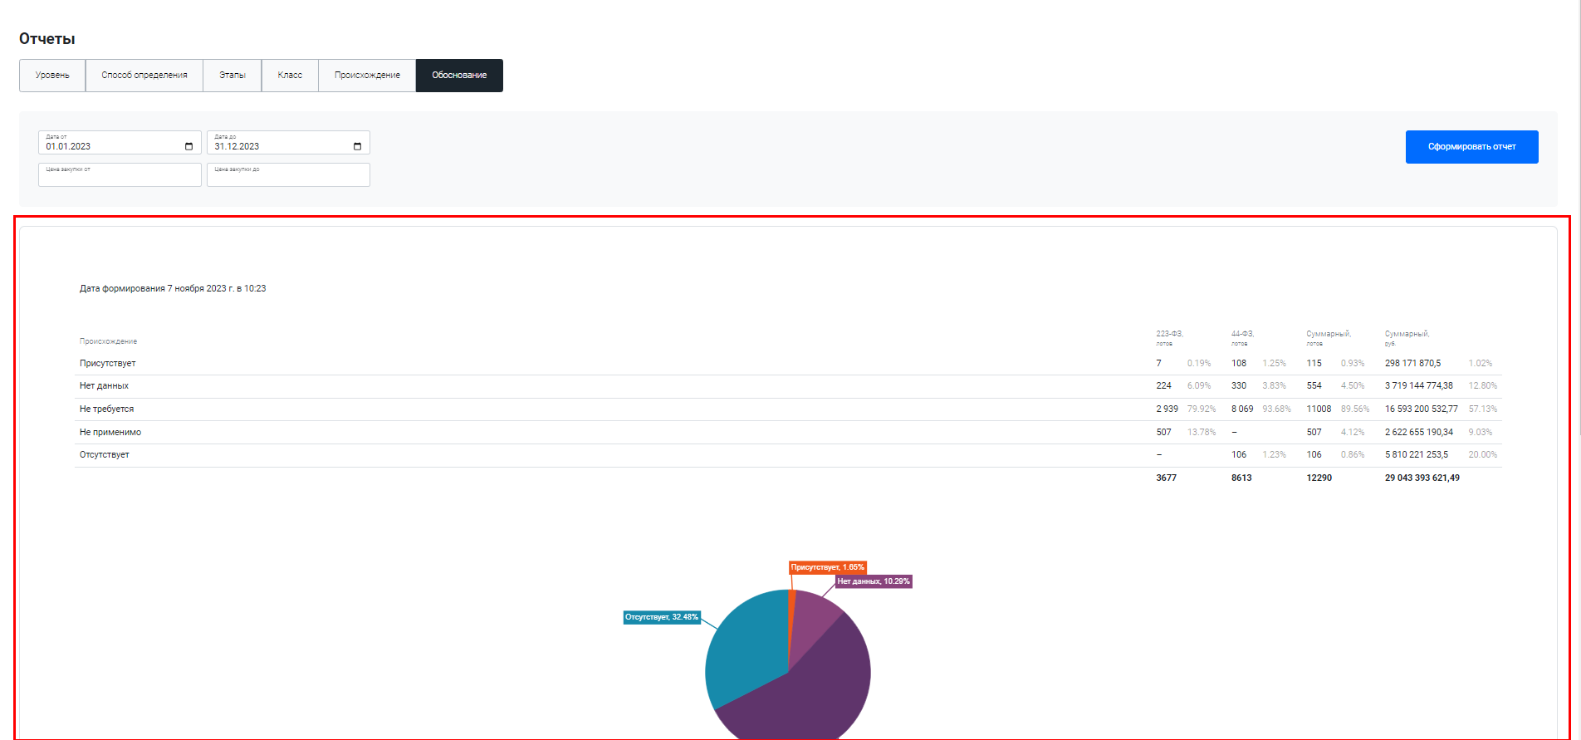 Отчеты
Уровень Способ определения Этапы Класс Происхождение Обоснование
Дата от Дата до
01.01.2023 31.12.2023
Сформировать отчет
Цена закупки от Цена закупки до
Дата формирования 7 ноября 2023 г. в 10:23
Происхождение 223-ФЗ, лотов 44-ФЗ, лотов Суммарный, лотов Суммарный, руб.
Присутствует 7 0.19% 108 1.25% 115 0.93% 298 171 870,5 1.02%
Нет данных 224 6.09% 330 3.83% 554 4.50% 3 719 144 774,38 12.80%
Не требуется 2 939 79.92% 8 069 93.68% 11008 89.56% 16 593 200 532,77 57.13%
Не применимо 507 13.78% – 507 4.12% 2 622 655 190,34 9.03%
Отсутствует – 106 1.23% 106 0.86% 5 810 221 253,5 20.00%
3677 8613 12290 29 043 393 621,49
Присутствует, 1.65%
Нет данных, 10.29%
Отсутствует, 32.48%